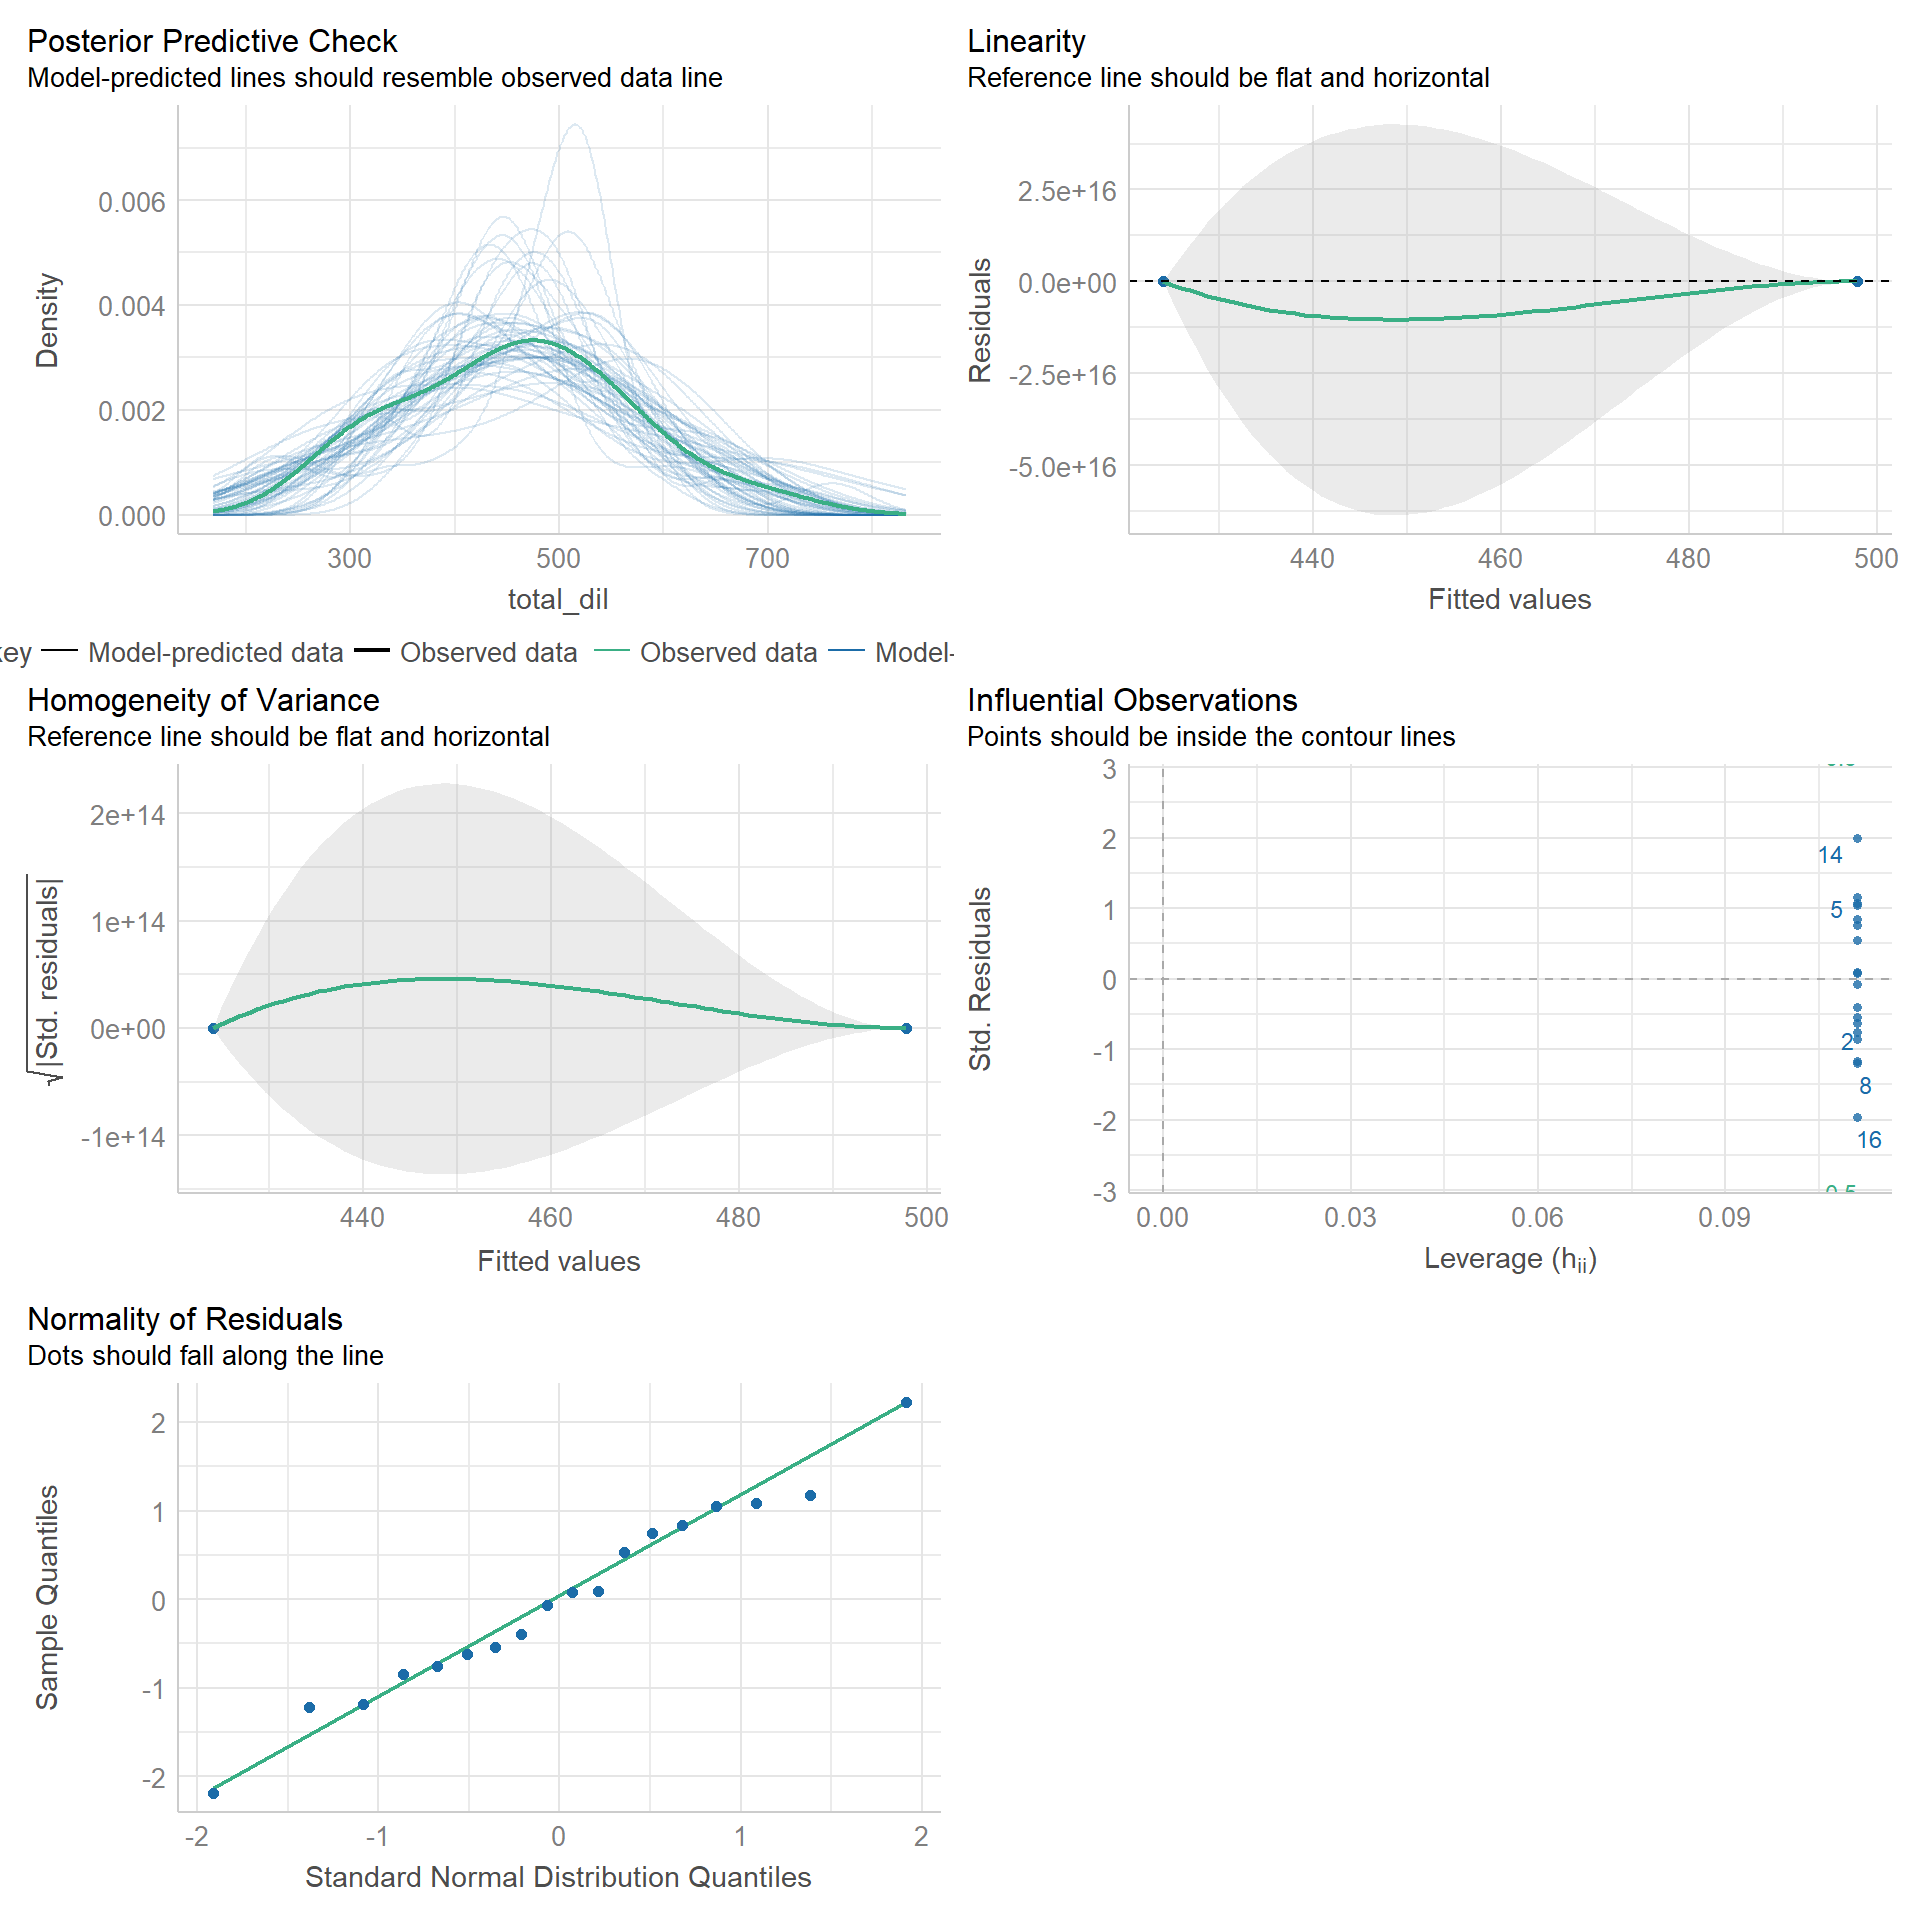 Posterior Predictive Check
Model-predicted lines should resemble observed data line
Density
0.006
0.004
0.002
0.000
300 500 700
total_dil
key Model-predicted data Observed data Observed data Model-
Linearity
Reference line should be flat and horizontal
Residuals
2.5e+16
0.0e+00
-2.5e+16
-5.0e+16
440 460 480 500
Fitted values
Homogeneity of Variance
Reference line should be flat and horizontal
√|Std. residuals|
2e+14
1e+14
0e+00
-1e+14
440 460 480 500
Fitted values
Influential Observations
Points should be inside the contour lines
Std. Residuals
3
2
14
1
5
0
-1
2
8
-2
16
-3
0.5
0.00 0.03 0.06 0.09
Leverage (hii)
Normality of Residuals
Dots should fall along the line
Sample Quantiles
2
1
0
-1
-2
-2 -1 0 1 2
Standard Normal Distribution Quantiles